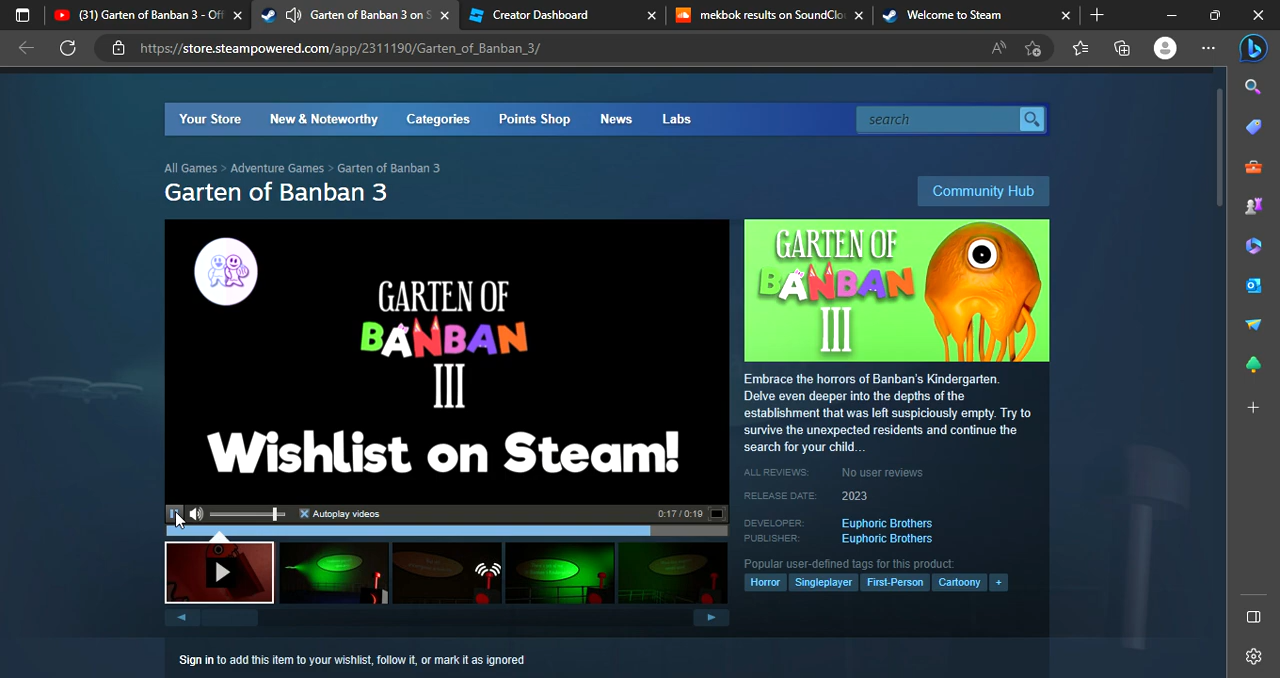 (31) Garten of Banban 3 - Off
Garten of Banban 3 on S
Creator Dashboard
mekbok results on SoundClo
Welcome to Steam
https://store.steampowered.com/app/2311190/Garten_of_Banban_3/
Your Store
New & Noteworthy
Categories
Points Shop
News
Labs
search
All Games > Adventure Games > Garten of Banban 3
Garten of Banban 3
Community Hub
GARTEN OF
BANBAN
III
Wishlist on Steam!
Autoplay videos
0:17 / 0:19
GARTEN OF
BANBAN
III
Embrace the horrors of Banban's Kindergarten.
Delve even deeper into the depths of the
establishment that was left suspiciously empty. Try to
survive the unexpected residents and continue the
search for your child...
ALL REVIEWS: No user reviews
RELEASE DATE: 2023
DEVELOPER: Euphoric Brothers
PUBLISHER: Euphoric Brothers
Popular user-defined tags for this product:
Horror
Singleplayer
First-Person
Cartoony
+
Sign in to add this item to your wishlist, follow it, or mark it as ignored